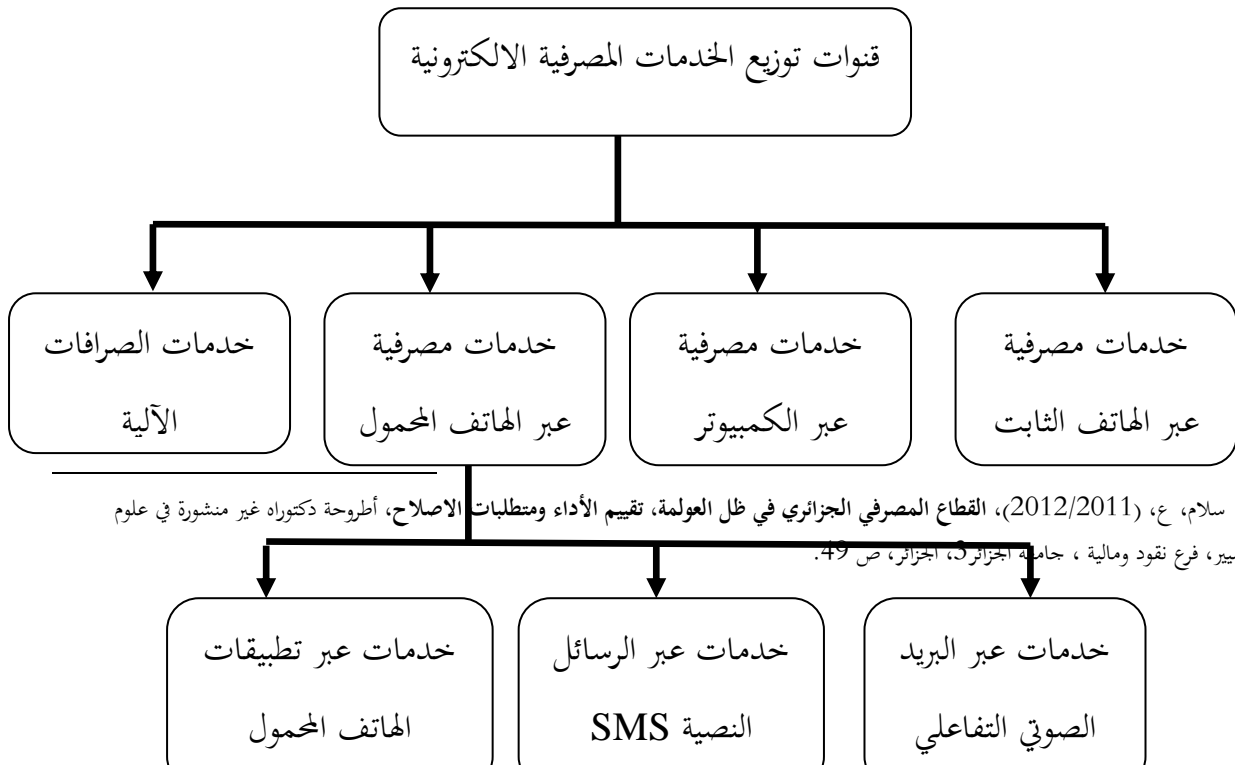 قنوات توزيع الخدمات المصرفية الالكترونية
خدمات مصرفية
عبر الهاتف الثابت
خدمات مصرفية
عبر الكمبيوتر
خدمات مصرفية
عبر الهاتف المحمول
خدمات الصرافات
الآلية
سلام، ع، (2012/2011)، القطاع المصرفي الجزائري في ظل العولمة، تقييم الأداء ومتطلبات الاصلاح، أطروحة دكتوراه غير منشورة في علوم
فرع نقود ومالية ، جامعة الجزائر3، الجزائر، ص 49.
خدمات عبر البريد
الصوتي التفاعلي
خدمات عبر الرسائل
النصية SMS
خدمات عبر تطبيقات
الهاتف المحمول